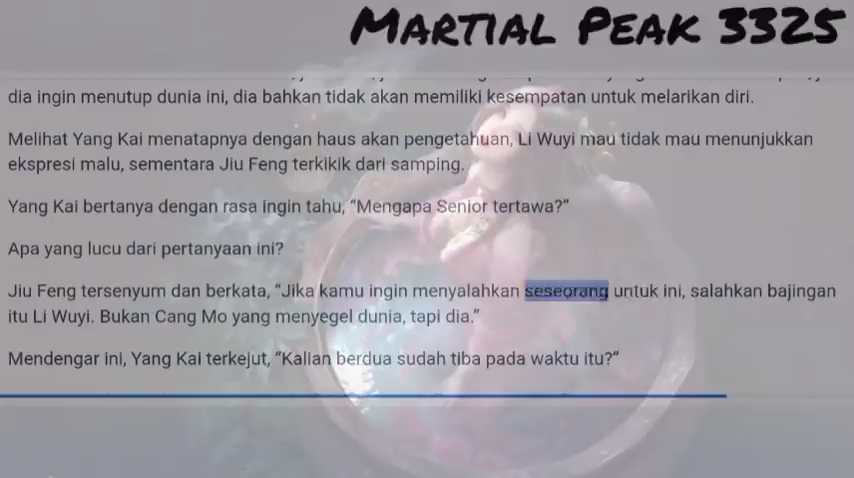 MARTIAL PEAK 3325
dia ingin menutup dunia ini, dia bahkan tidak akan memiliki kesempatan untuk melarikan diri.
Melihat Yang Kai menatapnya dengan haus akan pengetahuan, Li Wuyi mau tidak mau menunjukkan
ekspresi malu, sementara Jiu Feng terkikik dari samping.
Yang Kai bertanya dengan rasa ingin tahu, “Mengapa Senior tertawa?”
Apa yang lucu dari pertanyaan ini?
Jiu Feng tersenyum dan berkata, “Jika kamu ingin menyalahkan seseorang untuk ini, salahkan bajingan
itu Li Wuyi. Bukan Cang Mo yang menyegel dunia, tapi dia.”
Mendengar ini, Yang Kai terkejut, “Kalian berdua sudah tiba pada waktu itu?”